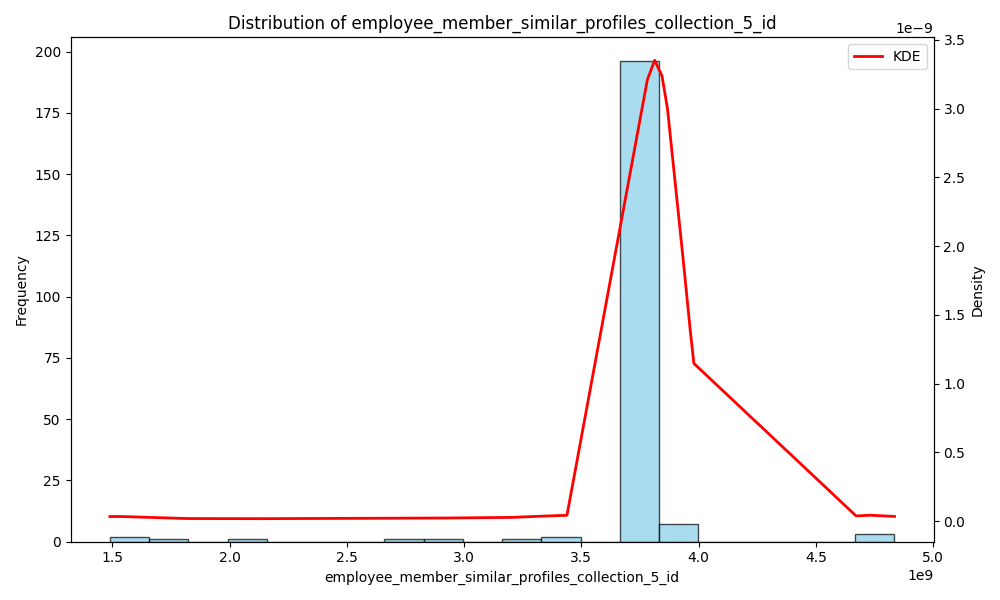 Distribution of employee_member_similar_profiles_collection_5_id
1e−9
KDE
Frequency
200
175
150
125
100
75
50
25
0
3.5
3.0
2.5
2.0
1.5
1.0
0.5
0.0
Density
1.5 2.0 2.5 3.0 3.5 4.0 4.5 5.0
1e9
employee_member_similar_profiles_collection_5_id